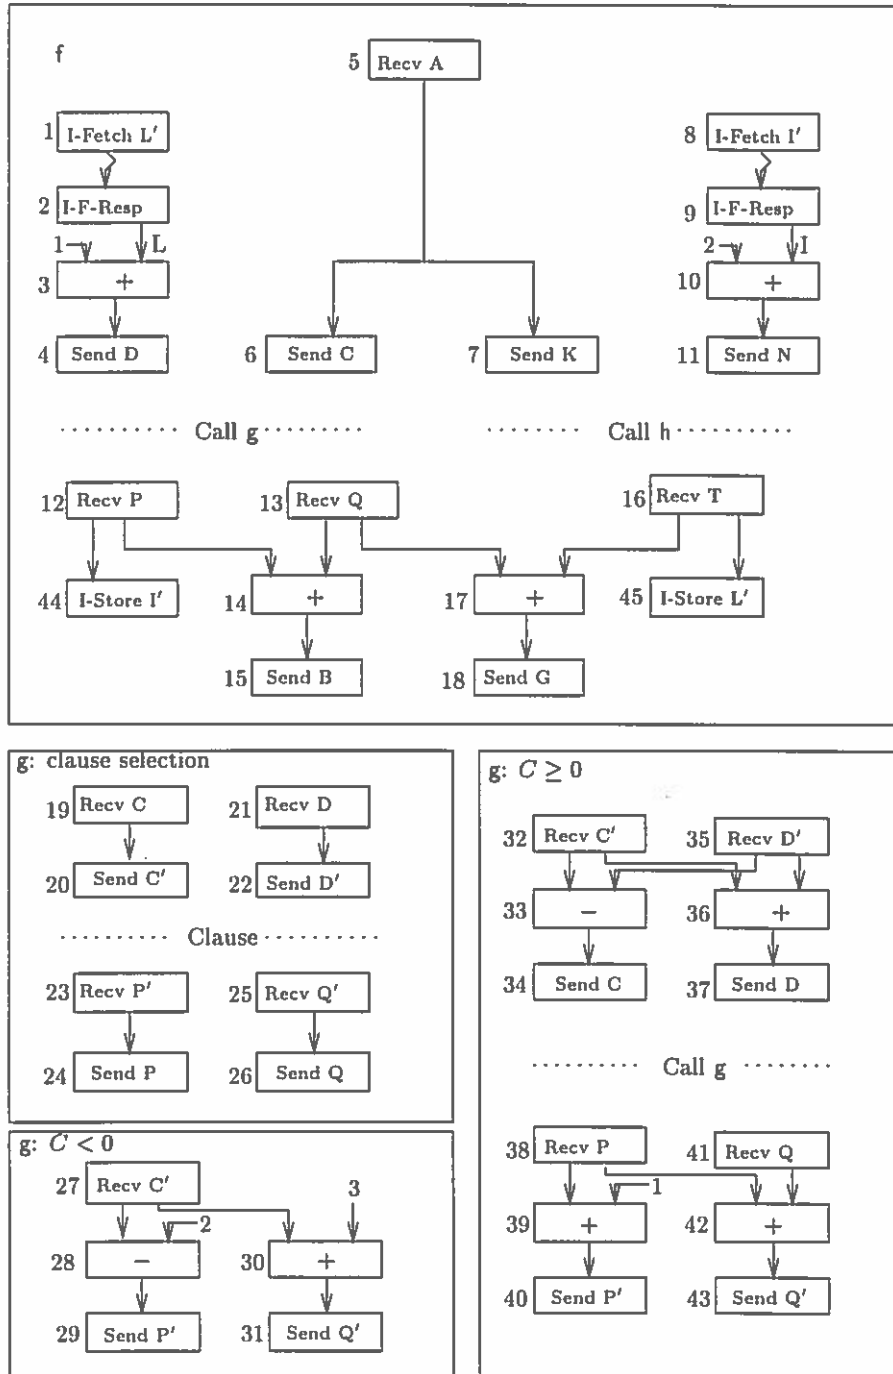 f
5 Recv A
1 I-Fetch L′
8 I-Fetch I′
2 I-F-Resp
9 I-F-Resp
1 L
2 I
3 +
10 +
4 Send D
6 Send C
7 Send K
11 Send N
Call g
Call h
12 Recv P
13 Recv Q
16 Recv T
44 I-Store I′
14 +
17 +
45 I-Store L′
15 Send B
18 Send G
g: clause selection
19 Recv C
21 Recv D
20 Send C′
22 Send D′
Clause
23 Recv P′
25 Recv Q′
24 Send P
26 Send Q
g: C < 0
27 Recv C′
3
2
28 −
30 +
29 Send P′
31 Send Q′
g: C ≥ 0
32 Recv C′
35 Recv D′
33 −
36 +
34 Send C
37 Send D
Call g
38 Recv P
41 Recv Q
1
39 +
42 +
40 Send P′
43 Send Q′